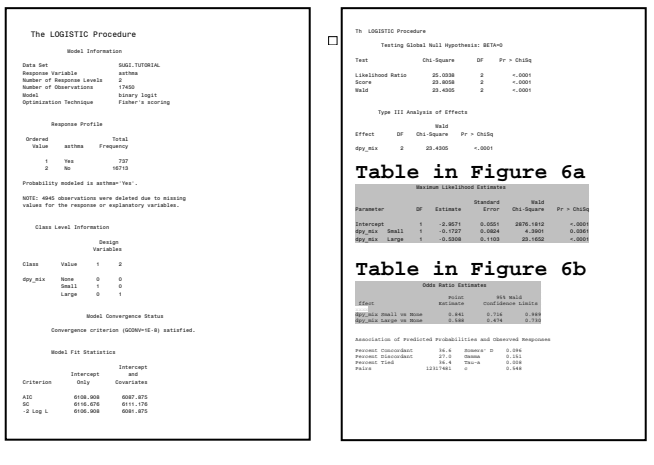 The LOGISTIC Procedure
Model Information
Data Set SUGI.TUTORIAL
Response Variable asthma
Number of Response Levels 2
Number of Observations 17450
Model binary logit
Optimization Technique Fisher's scoring
Response Profile
Ordered Total
Value asthma Frequency
1 Yes 737
2 No 16713
Probability modeled is asthma='Yes'.
NOTE: 4945 observations were deleted due to missing
values for the response or explanatory variables.
Class Level Information
Design
Variables
Class Value 1 2
dpy_mix None 0 0
Small 1 0
Large 0 1
Model Convergence Status
Convergence criterion (GCONV=1E-8) satisfied.
Model Fit Statistics
Intercept
Intercept and
Criterion Only Covariates
AIC 6108.908 6087.875
SC 6116.676 6111.176
-2 Log L 6106.908 6081.875
Th LOGISTIC Procedure
Testing Global Null Hypothesis: BETA=0
Test Chi-Square DF Pr > ChiSq
Likelihood Ratio 25.0338 2 <.0001
Score 23.8058 2 <.0001
Wald 23.4305 2 <.0001
Type III Analysis of Effects
Wald
Effect DF Chi-Square Pr > ChiSq
dpy_mix 2 23.4305 <.0001
Table in Figure 6a
Maximum Likelihood Estimates
Standard Wald
Parameter DF Estimate Error Chi-Square Pr > ChiSq
Intercept 1 -2.9571 0.0551 2876.1812 <.0001
dpy_mix Small 1 -0.1727 0.0824 4.3901 0.0361
dpy_mix Large 1 -0.5308 0.1103 23.1652 <.0001
Table in Figure 6b
Odds Ratio Estimates
Point 95% Wald
ffect Estimate Confidence Limits
dpy_mix Small vs None 0.841 0.716 0.989
dpy_mix Large vs None 0.588 0.474 0.730
Association of Predicted Probabilities and Observed Responses
Percent Concordant 36.6 Somers' D 0.096
Percent Discordant 27.0 Gamma 0.151
Percent Tied 36.4 Tau-a 0.008
Pairs 12317481 c 0.548